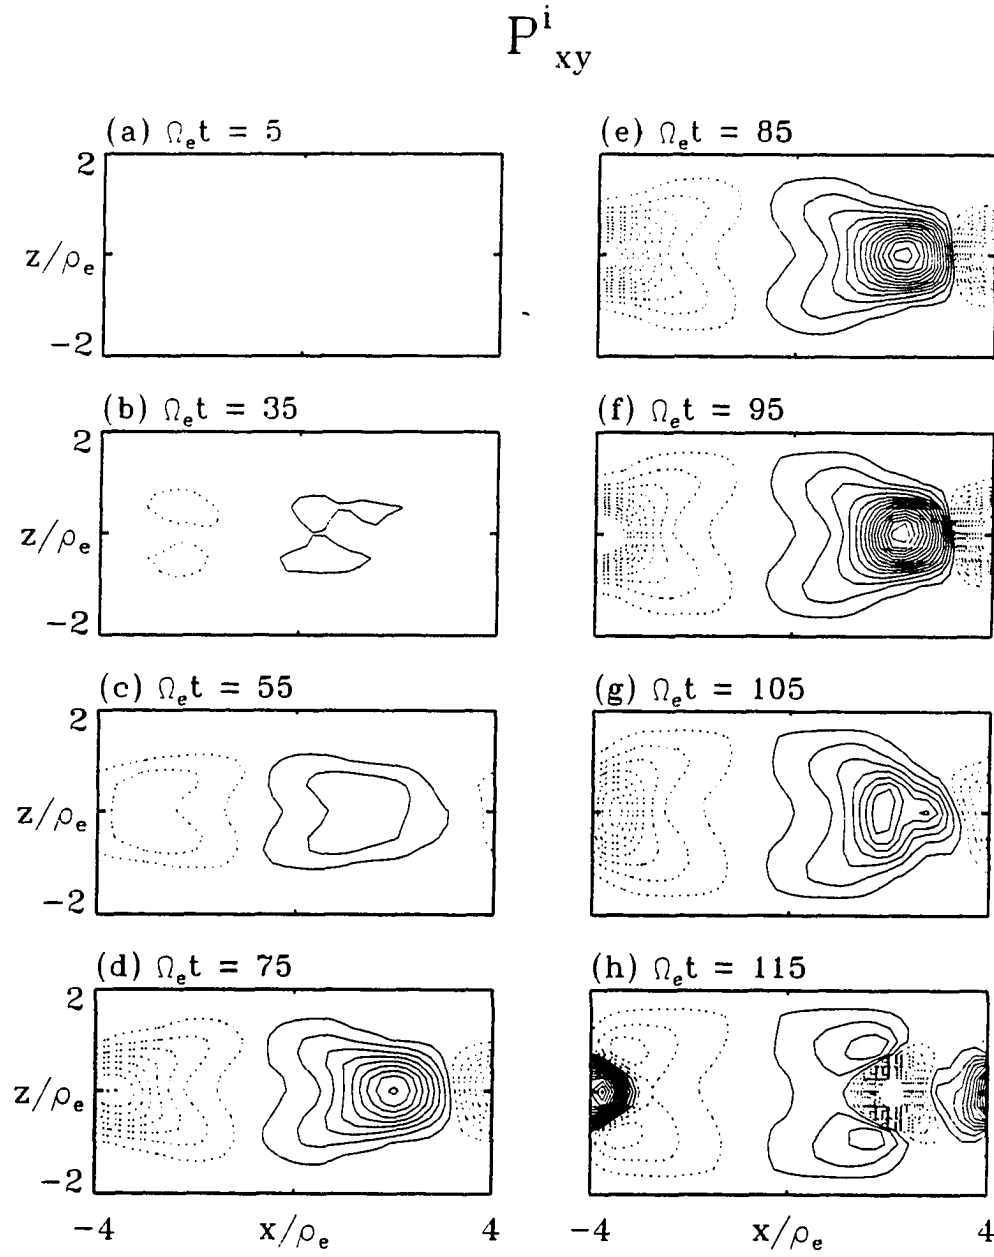 P^i_xy
(a) Ω_e t = 5
2
z/ρ_e
-2
(b) Ω_e t = 35
2
z/ρ_e
-2
(c) Ω_e t = 55
2
z/ρ_e
-2
(d) Ω_e t = 75
2
z/ρ_e
-2
-4 x/ρ_e 4
(e) Ω_e t = 85
(f) Ω_e t = 95
(g) Ω_e t = 105
(h) Ω_e t = 115
-4 x/ρ_e 4